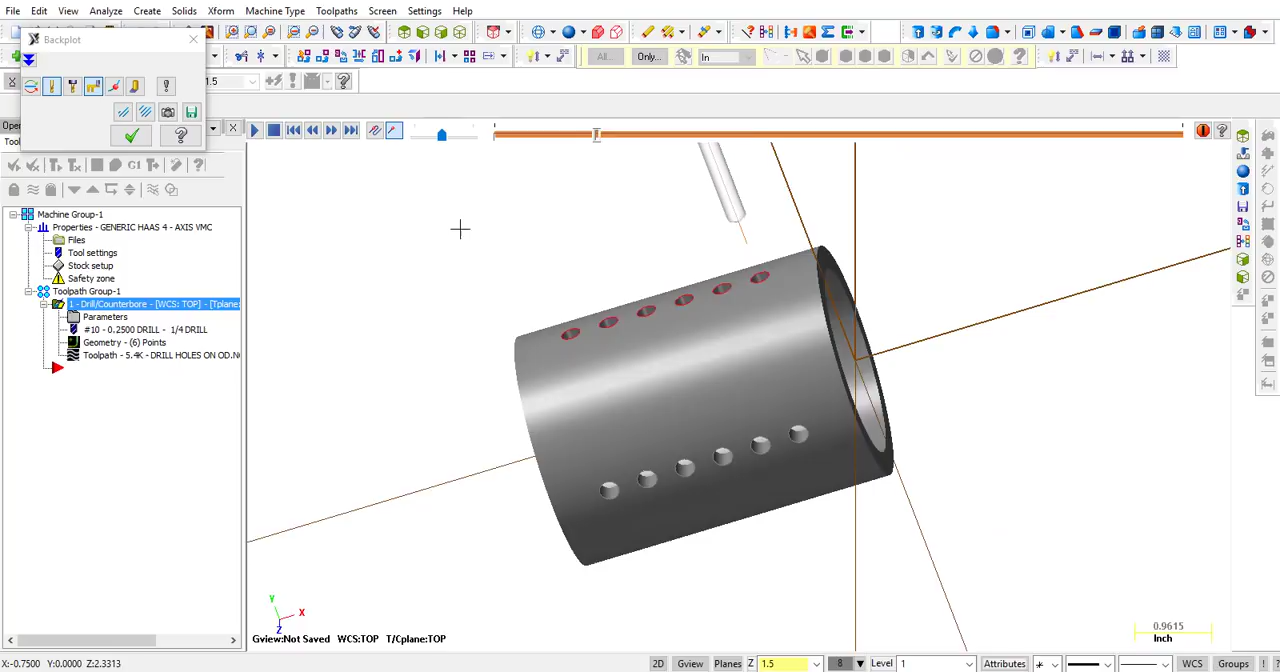 File Edit View Analyze Create Solids Xform Machine Type Toolpaths Screen Settings Help
Backplot
All... Only... In
1.5
G1
Machine Group-1
Properties - GENERIC HAAS 4 - AXIS VMC
Files
Tool settings
Stock setup
Safety zone
Toolpath Group-1
1 - Drill/Counterbore - [WCS: TOP] - [Tplane:
Parameters
#10 - 0.2500 DRILL - 1/4 DRILL
Geometry - (6) Points
Toolpath - 5.4K - DRILL HOLES ON OD.N
Y
X
Z
Gview:Not Saved WCS:TOP T/Cplane:TOP
0.9615
Inch
X:-0.7500 Y:0.0000 Z:2.3313
2D Gview Planes Z 1.5 8 Level 1 Attributes WCS Groups